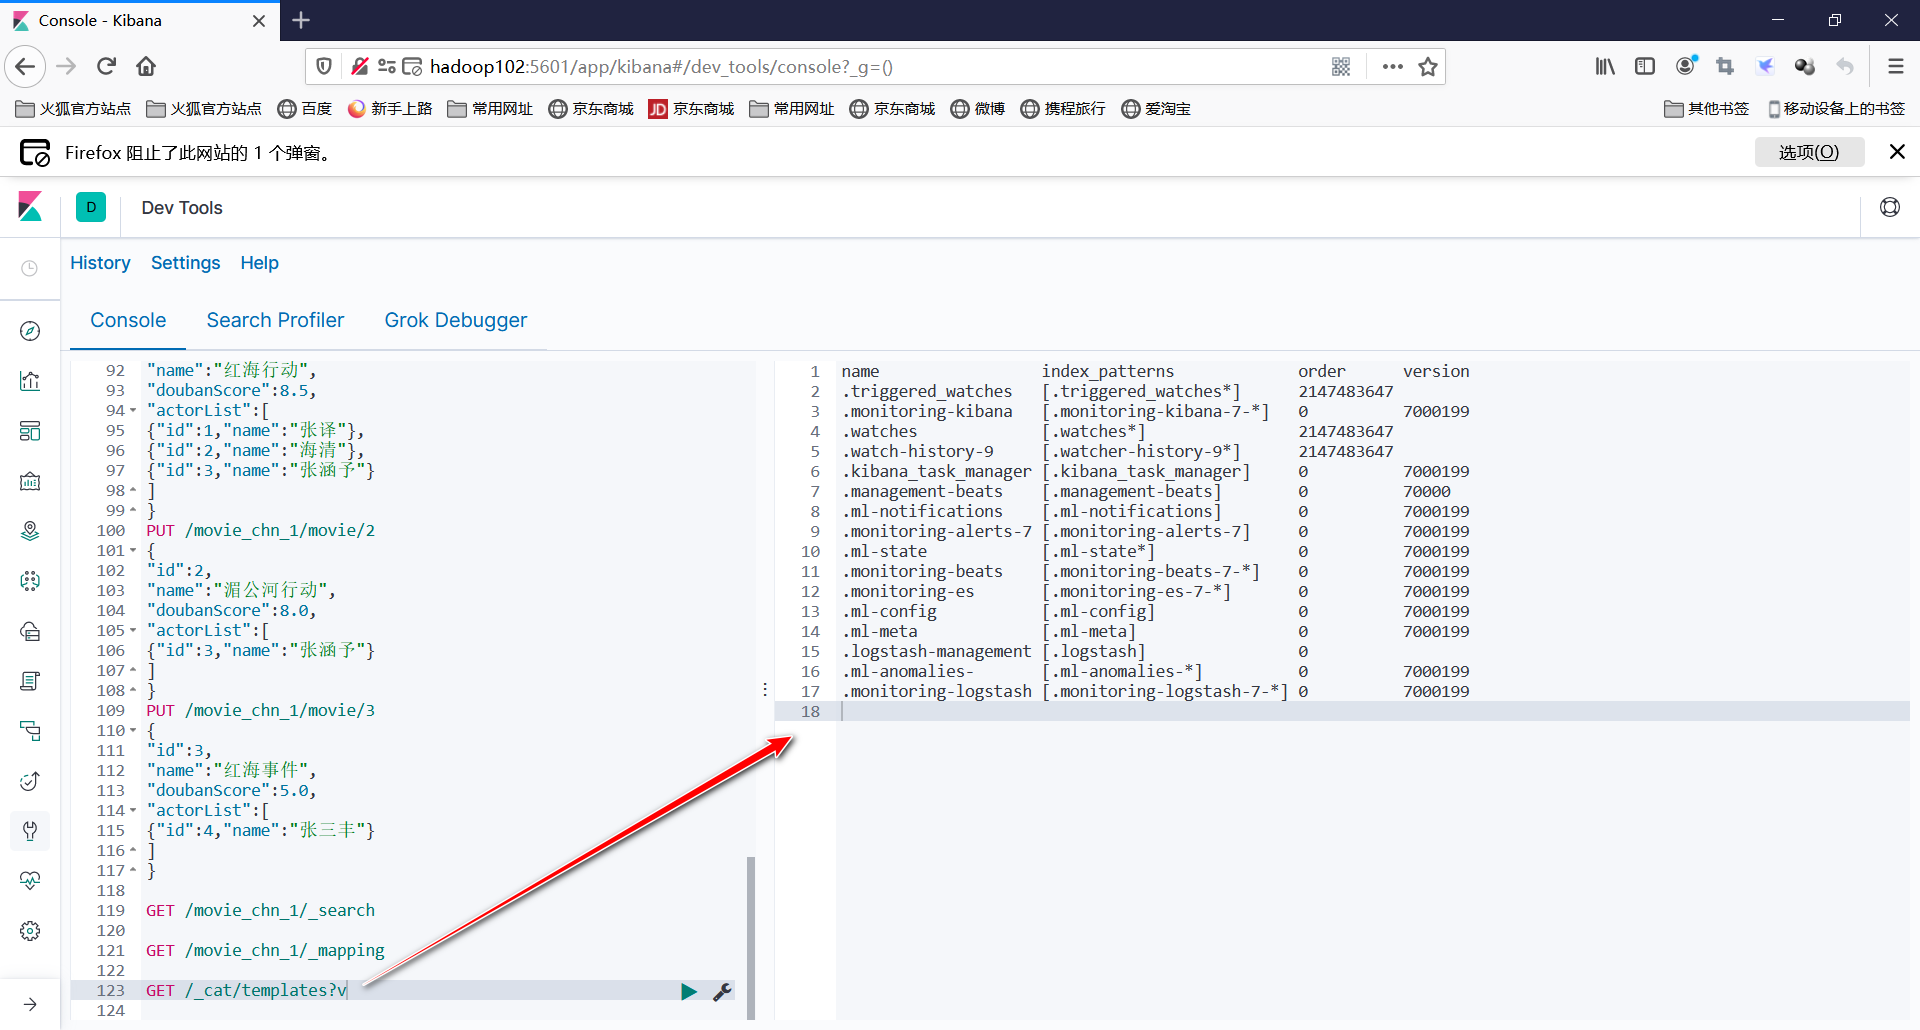 Console - Kibana
hadoop102:5601/app/kibana#/dev_tools/console?_g=()
火狐官方站点 火狐官方站点 百度 新手上路 常用网址 京东商城 JD 京东商城 常用网址 京东商城 微博 携程旅行 爱淘宝 其他书签 移动设备上的书签
Firefox 阻止了此网站的 1 个弹窗。 选项(O)
D Dev Tools
History Settings Help
Console Search Profiler Grok Debugger
92 "name":"红海行动",
93 "doubanScore":8.5,
94 "actorList":[
95 {"id":1,"name":"张译"},
96 {"id":2,"name":"海清"},
97 {"id":3,"name":"张涵予"}
98 ]
99 }
100 PUT /movie_chn_1/movie/2
101 {
102 "id":2,
103 "name":"湄公河行动",
104 "doubanScore":8.0,
105 "actorList":[
106 {"id":3,"name":"张涵予"}
107 ]
108 }
109 PUT /movie_chn_1/movie/3
110 {
111 "id":3,
112 "name":"红海事件",
113 "doubanScore":5.0,
114 "actorList":[
115 {"id":4,"name":"张三丰"}
116 ]
117 }
118
119 GET /movie_chn_1/_search
120
121 GET /movie_chn_1/_mapping
122
123 GET /_cat/templates?v
124
1 name index_patterns order version
2 .triggered_watches [.triggered_watches*] 2147483647
3 .monitoring-kibana [.monitoring-kibana-7-*] 0 7000199
4 .watches [.watches*] 2147483647
5 .watch-history-9 [.watcher-history-9*] 2147483647
6 .kibana_task_manager [.kibana_task_manager] 0 7000199
7 .management-beats [.management-beats] 0 70000
8 .ml-notifications [.ml-notifications] 0 7000199
9 .monitoring-alerts-7 [.monitoring-alerts-7] 0 7000199
10 .ml-state [.ml-state*] 0 7000199
11 .monitoring-beats [.monitoring-beats-7-*] 0 7000199
12 .monitoring-es [.monitoring-es-7-*] 0 7000199
13 .ml-config [.ml-config] 0 7000199
14 .ml-meta [.ml-meta] 0 7000199
15 .logstash-management [.logstash] 0
16 .ml-anomalies- [.ml-anomalies-*] 0 7000199
17 .monitoring-logstash [.monitoring-logstash-7-*] 0 7000199
18